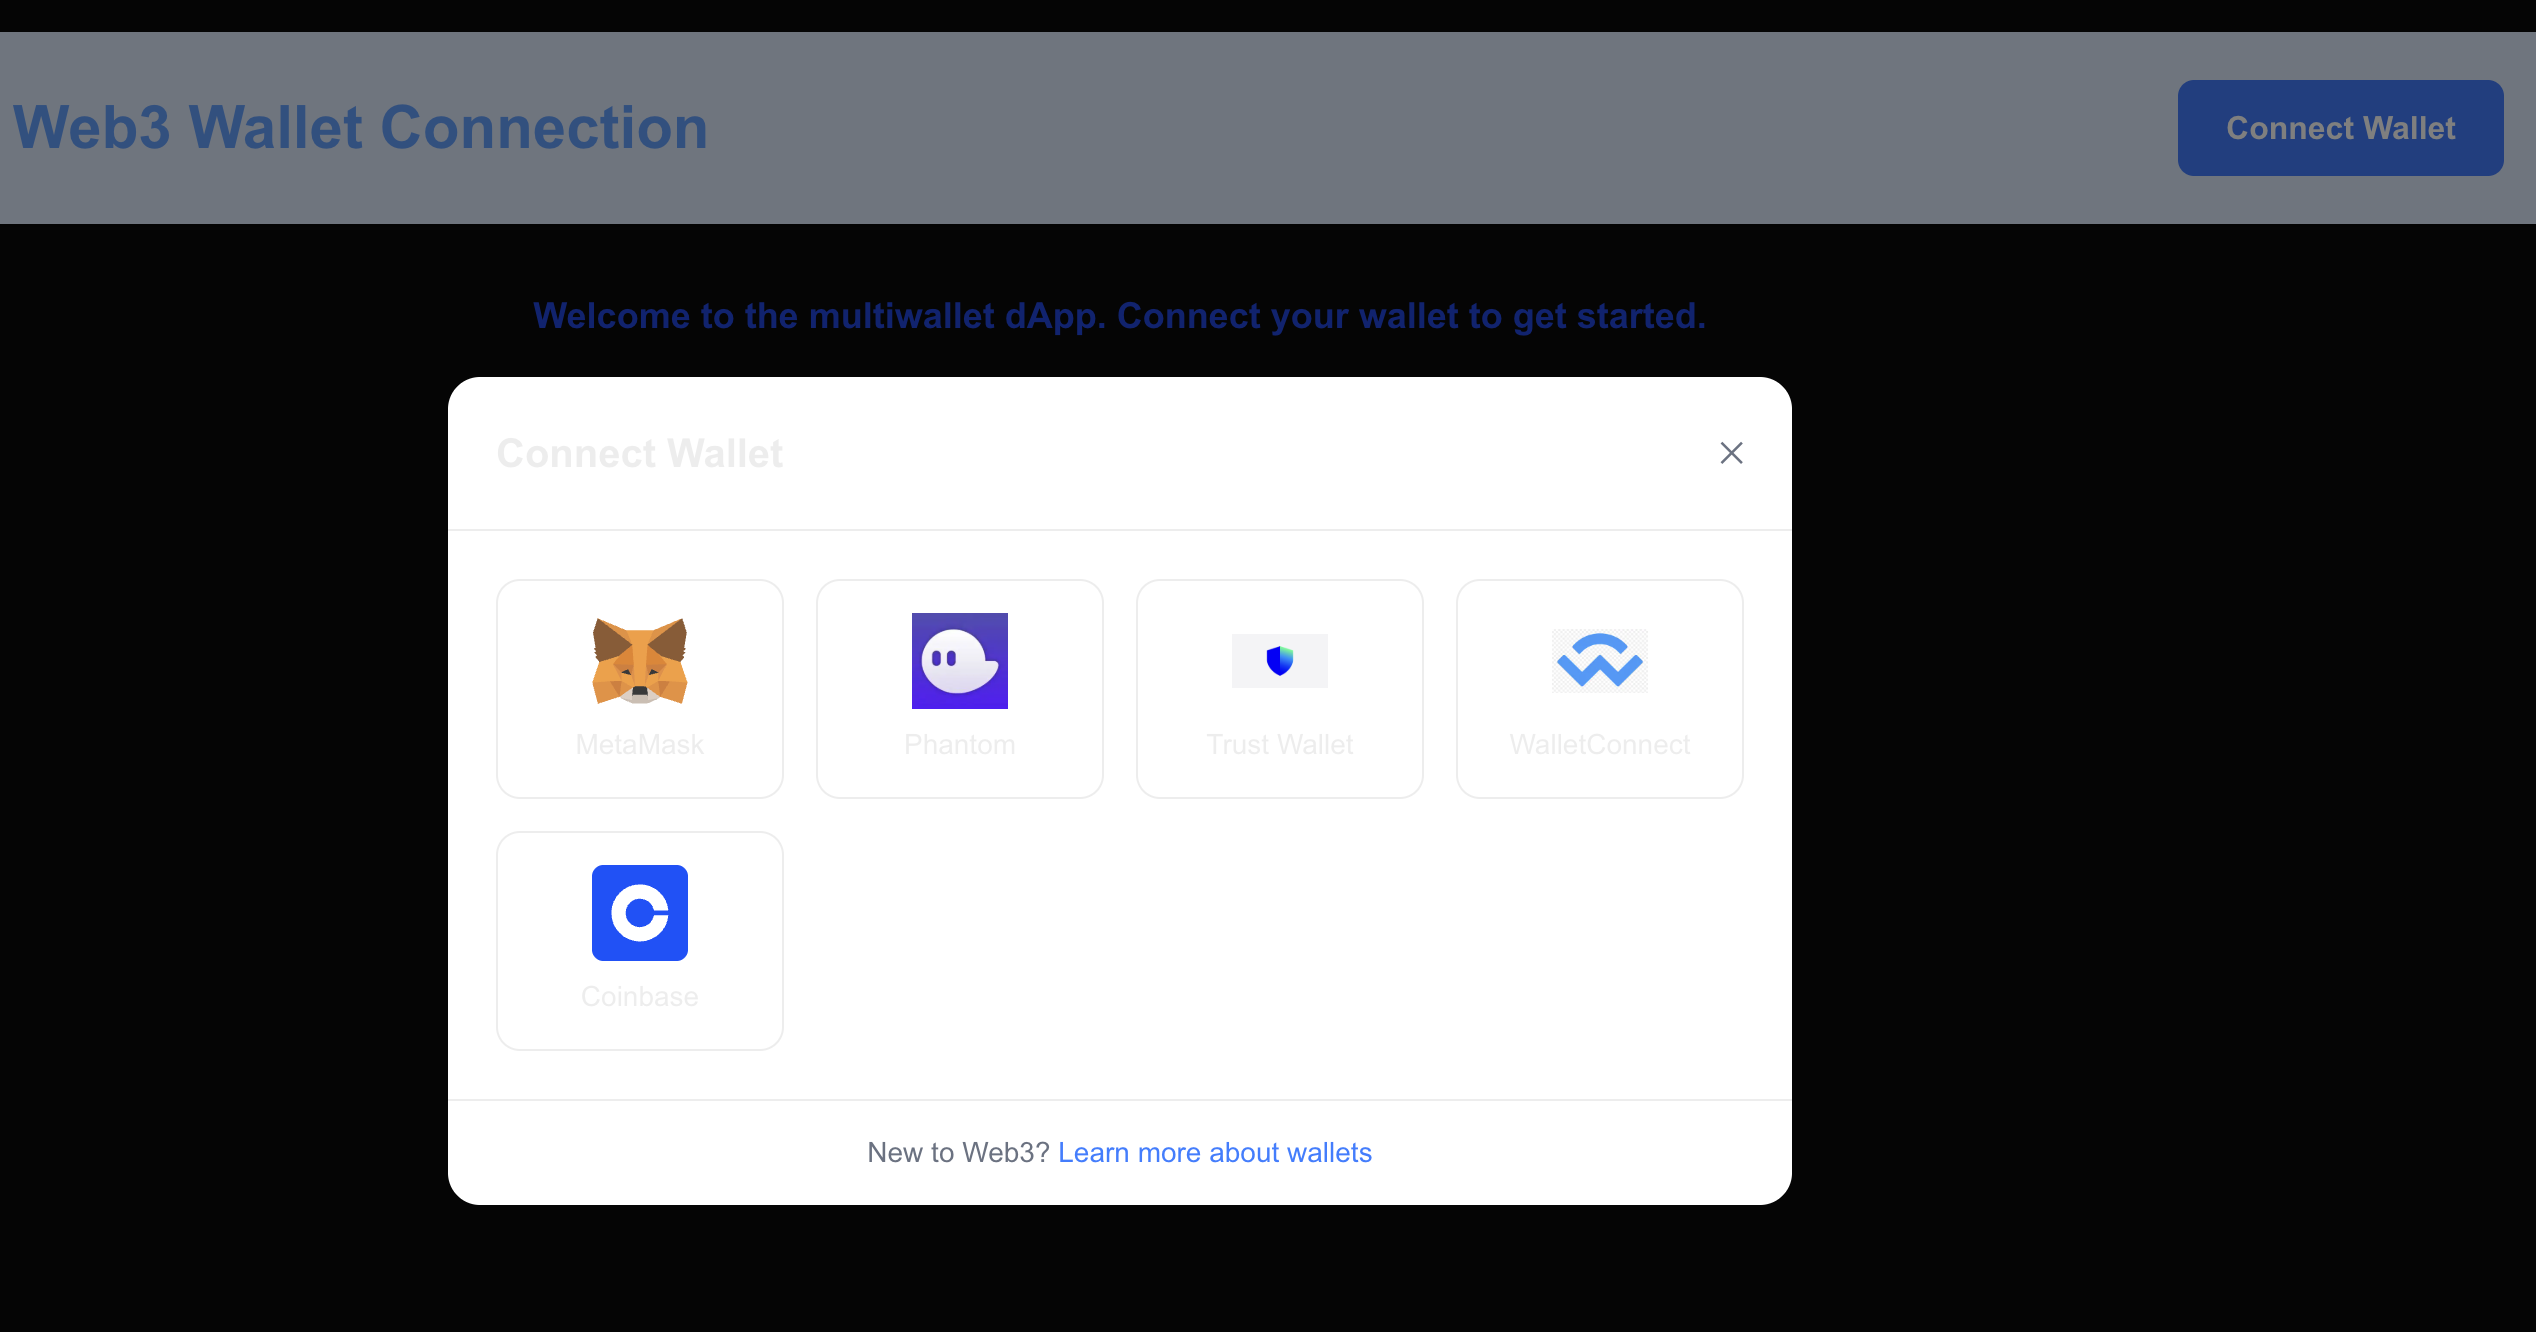 Web3 Wallet Connection
Connect Wallet
Welcome to the multiwallet dApp. Connect your wallet to get started.
Connect Wallet
MetaMask
Phantom
Trust Wallet
WalletConnect
Coinbase
New to Web3? Learn more about wallets